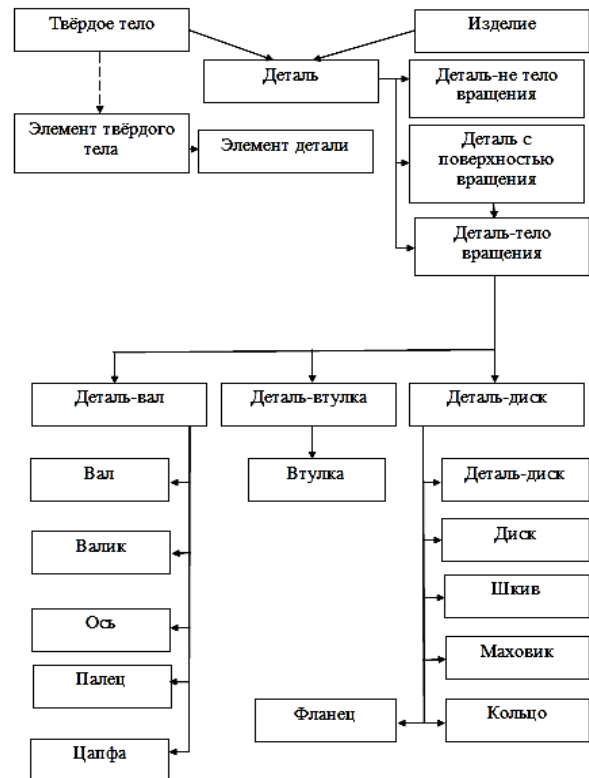 Твёрдое тело
Изделие
Деталь
Деталь-не тело
вращения
Элемент твёрдого
тела
Элемент детали
Деталь с
поверхностью
вращения
Деталь-тело
вращения
Деталь-вал
Деталь-втулка
Деталь-диск
Вал
Втулка
Деталь-диск
Валик
Диск
Ось
Шкив
Палец
Маховик
Фланец
Кольцо
Цапфа